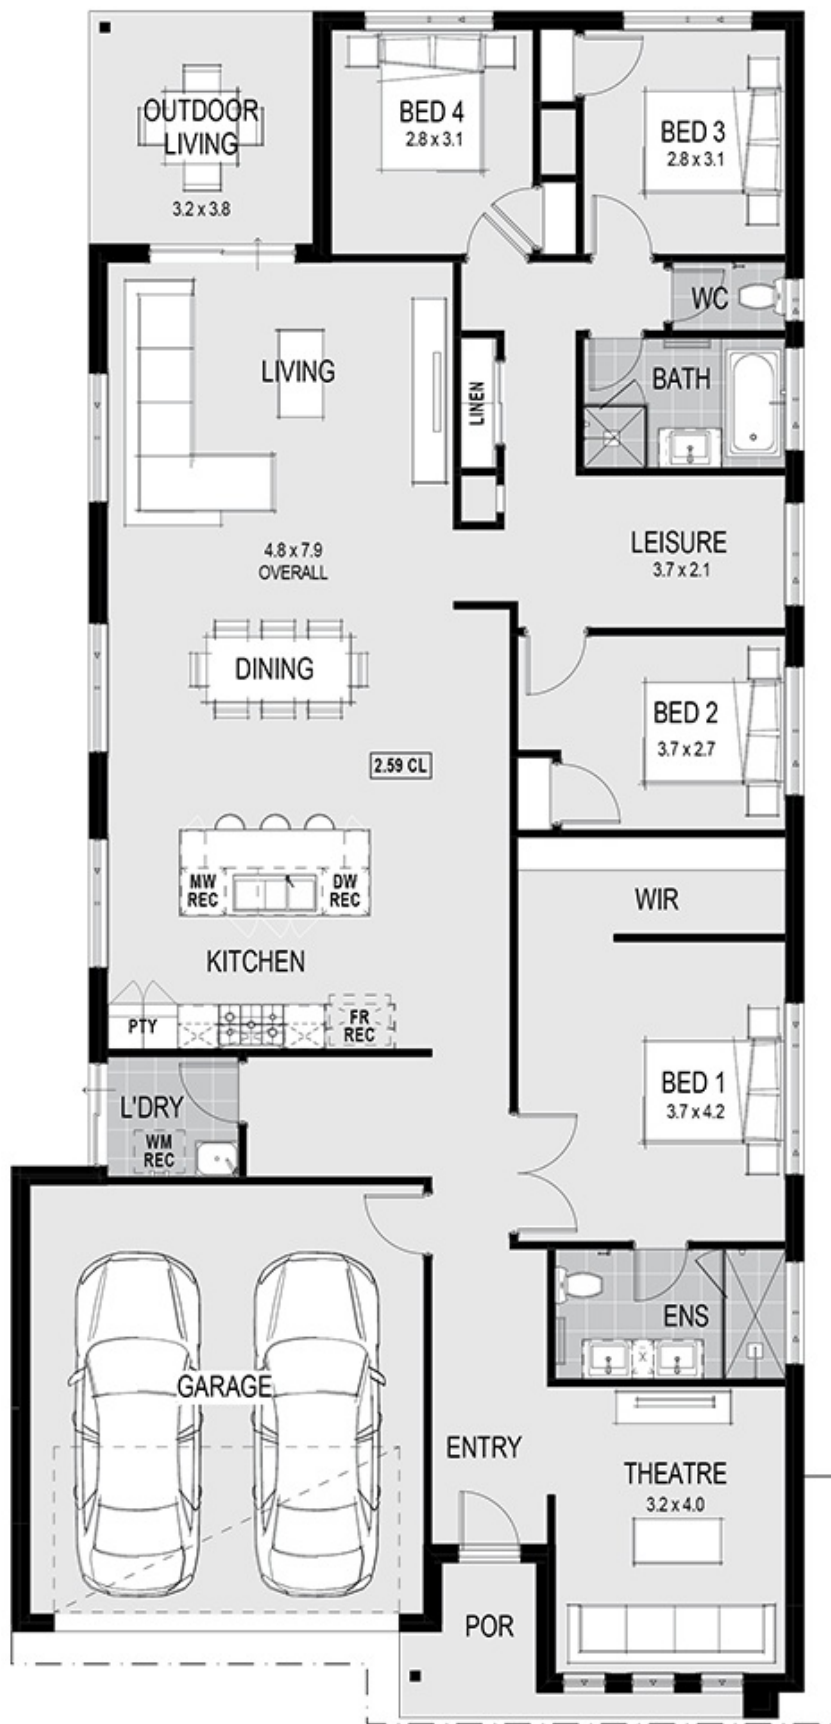 OUTDOOR
LIVING
3.2 x 3.8
BED 4
2.8 x 3.1
BED 3
2.8 x 3.1
WC
BATH
LIVING
LINEN
4.8 x 7.9
OVERALL
LEISURE
3.7 x 2.1
DINING
BED 2
3.7 x 2.7
2.59 CL
MW
REC
DW
REC
WIR
KITCHEN
PTY
FR
REC
BED 1
3.7 x 4.2
L'DRY
WM
REC
ENS
GARAGE
ENTRY
THEATRE
3.2 x 4.0
POR